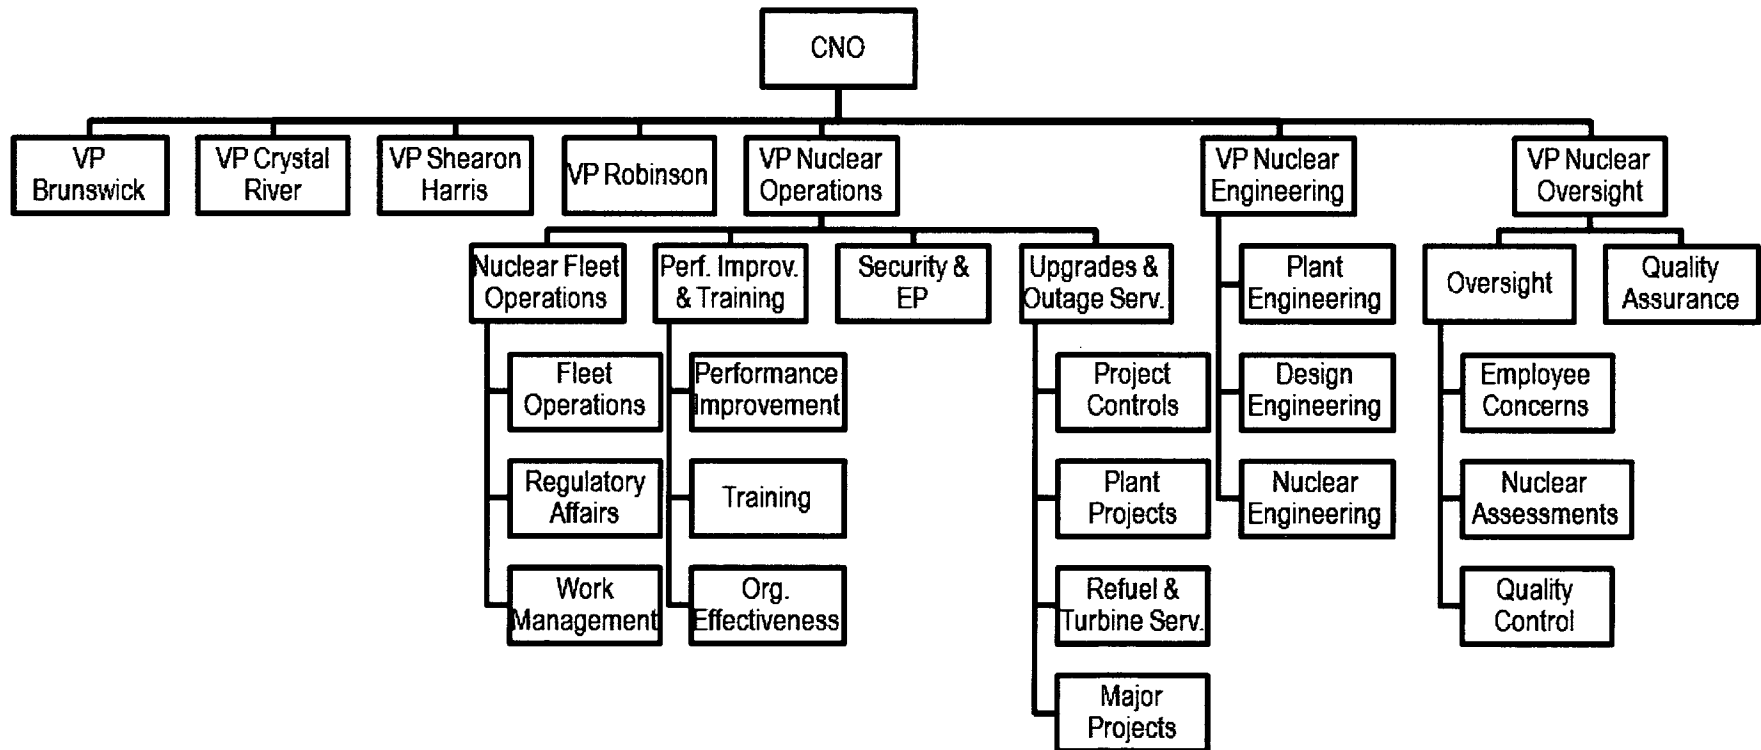 CNO
VP
Brunswick
VP Crystal
River
VP Shearon
Harris
VP Robinson
VP Nuclear
Operations
VP Nuclear
Engineering
VP Nuclear
Oversight
Nuclear Fleet
Operations
Perf. Improv.
& Training
Security &
EP
Upgrades &
Outage Serv.
Plant
Engineering
Oversight
Quality
Assurance
Fleet
Operations
Performance
Improvement
Project
Controls
Design
Engineering
Employee
Concerns
Regulatory
Affairs
Training
Plant
Projects
Nuclear
Engineering
Nuclear
Assessments
Work
Management
Org.
Effectiveness
Refuel &
Turbine Serv.
Quality
Control
Major
Projects